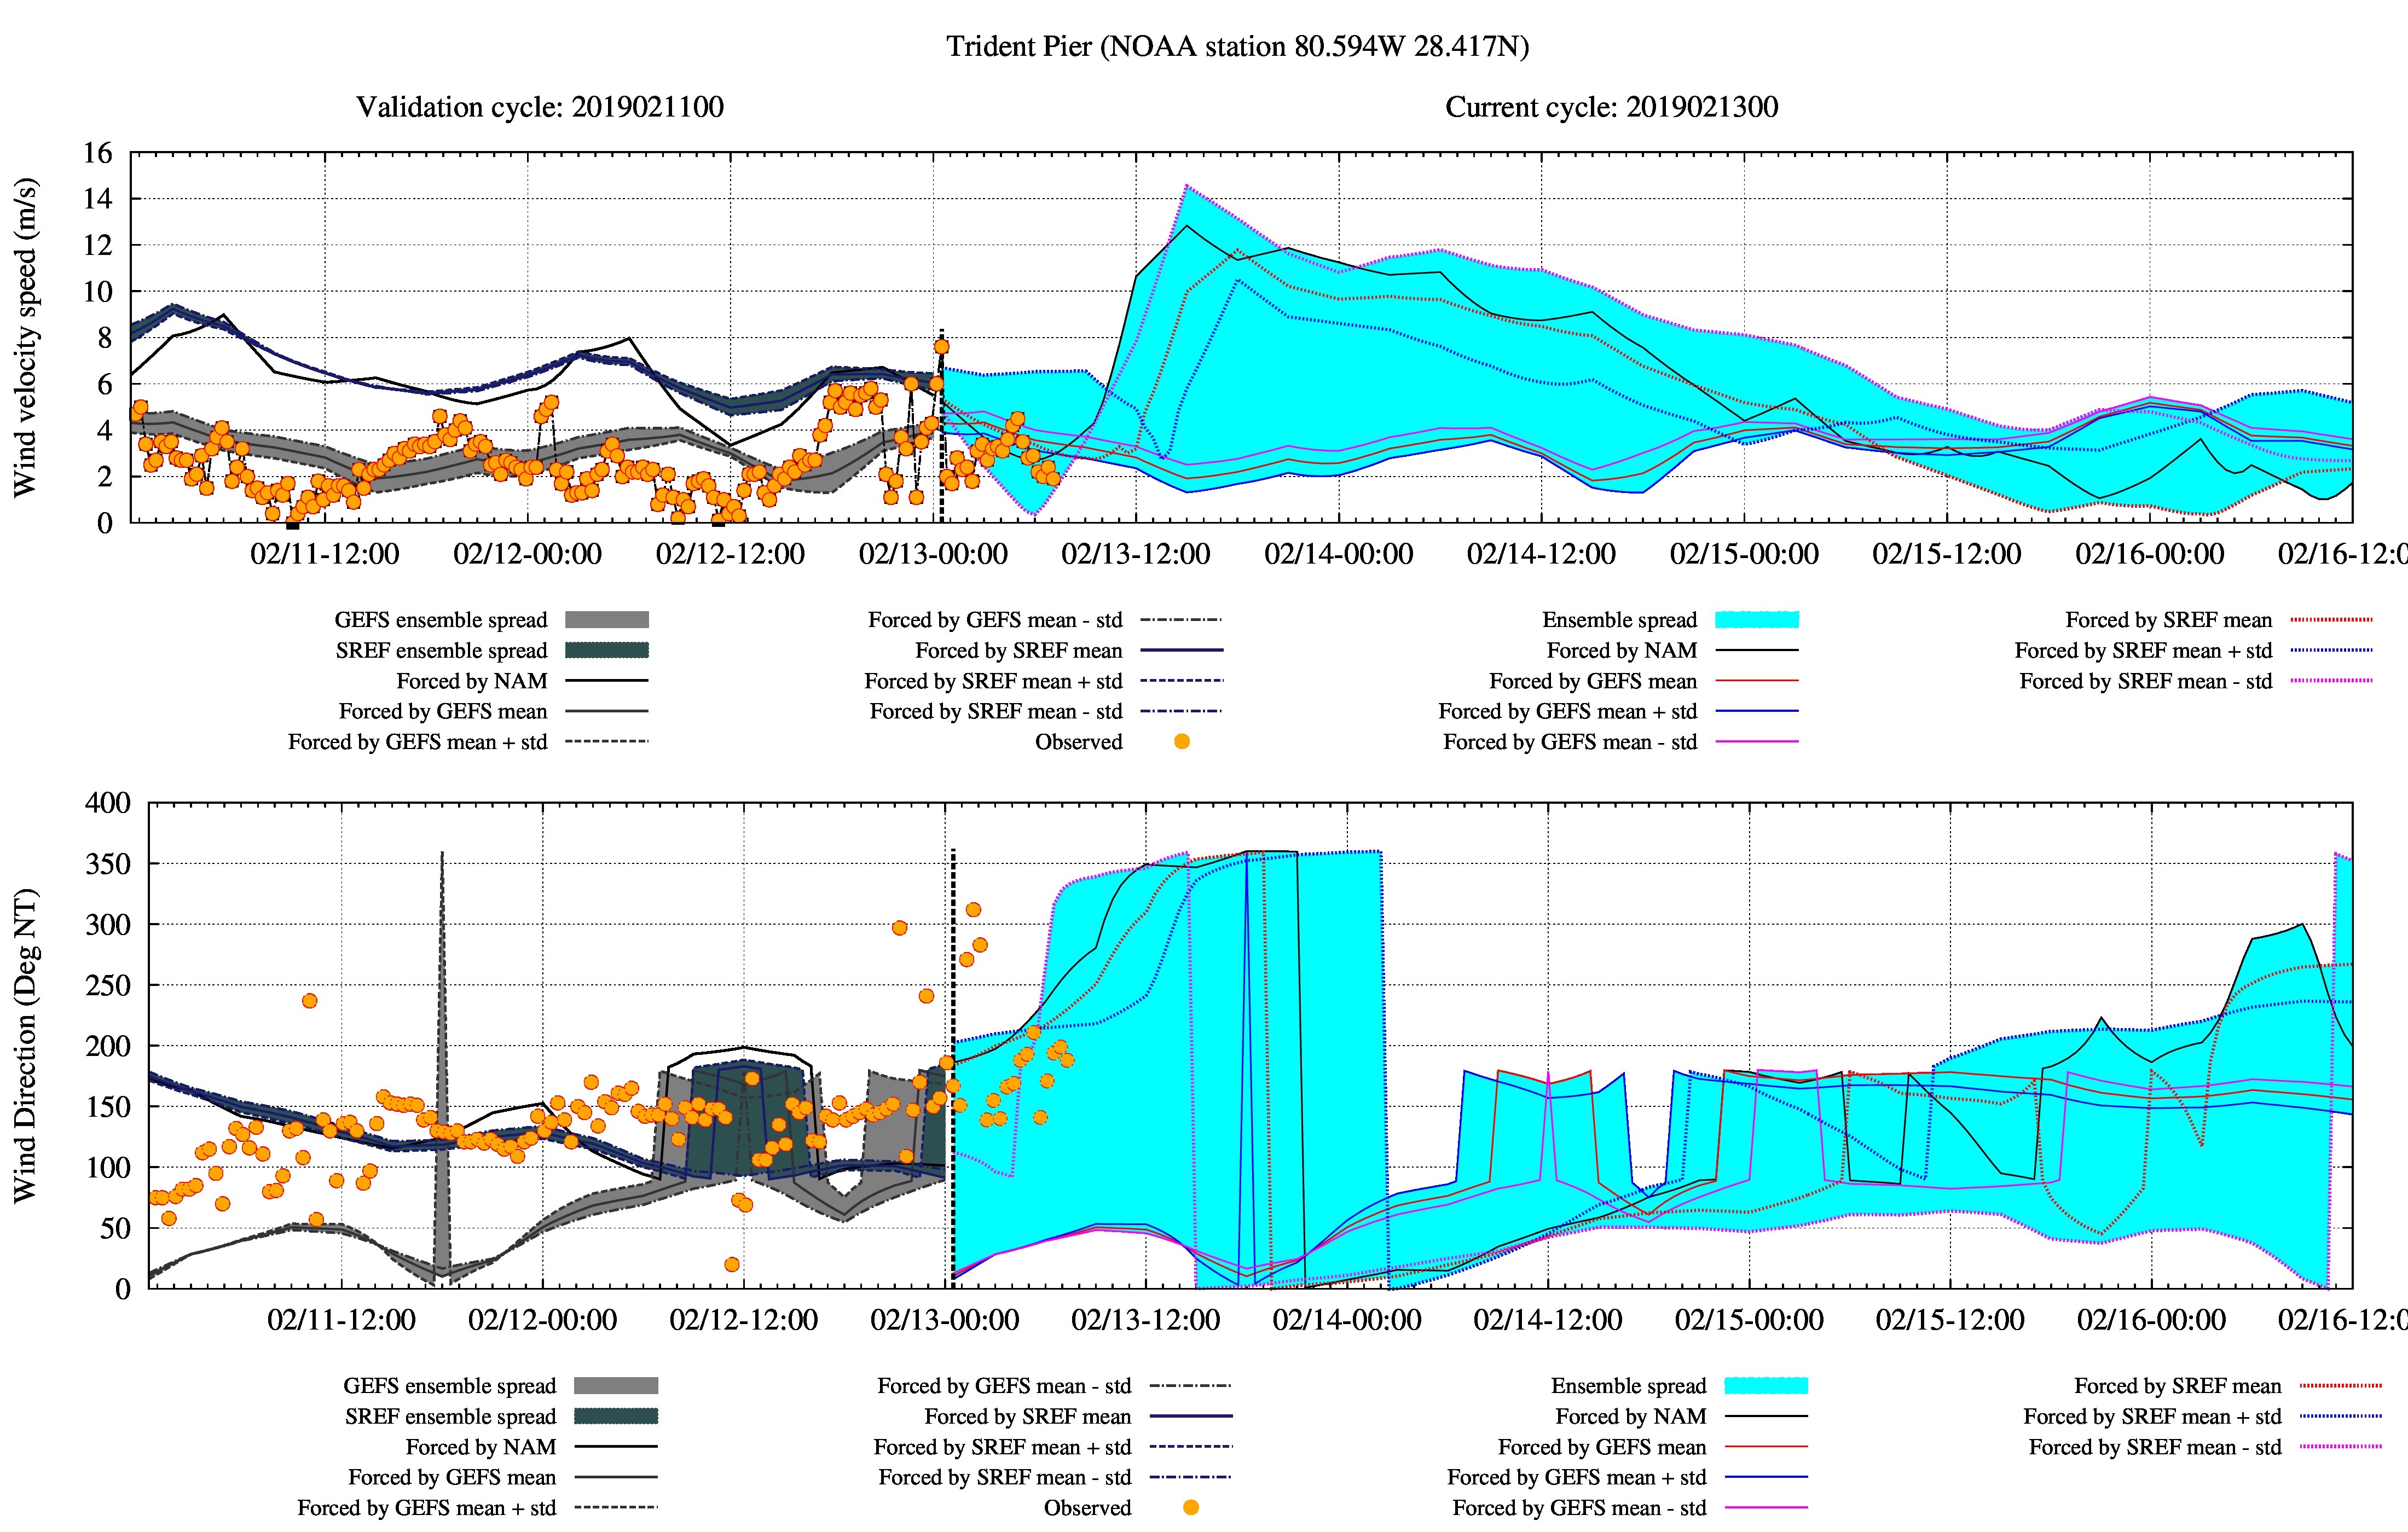 Trident Pier (NOAA station 80.594W 28.417N)
Validation cycle: 2019021100
Current cycle: 2019021300
Wind velocity speed (m/s)
16
14
12
10
8
6
4
2
0
02/11-12:00 02/12-00:00 02/12-12:00 02/13-00:00 02/13-12:00 02/14-00:00 02/14-12:00 02/15-00:00 02/15-12:00 02/16-00:00 02/16-12:0
GEFS ensemble spread
SREF ensemble spread
Forced by NAM
Forced by GEFS mean
Forced by GEFS mean + std
Forced by GEFS mean - std
Forced by SREF mean
Forced by SREF mean + std
Forced by SREF mean - std
Observed
Ensemble spread
Forced by NAM
Forced by GEFS mean
Forced by GEFS mean + std
Forced by GEFS mean - std
Forced by SREF mean
Forced by SREF mean + std
Forced by SREF mean - std
Wind Direction (Deg NT)
400
350
300
250
200
150
100
50
0
02/11-12:00 02/12-00:00 02/12-12:00 02/13-00:00 02/13-12:00 02/14-00:00 02/14-12:00 02/15-00:00 02/15-12:00 02/16-00:00 02/16-12:0
GEFS ensemble spread
SREF ensemble spread
Forced by NAM
Forced by GEFS mean
Forced by GEFS mean + std
Forced by GEFS mean - std
Forced by SREF mean
Forced by SREF mean + std
Forced by SREF mean - std
Observed
Ensemble spread
Forced by NAM
Forced by GEFS mean
Forced by GEFS mean + std
Forced by GEFS mean - std
Forced by SREF mean
Forced by SREF mean + std
Forced by SREF mean - std